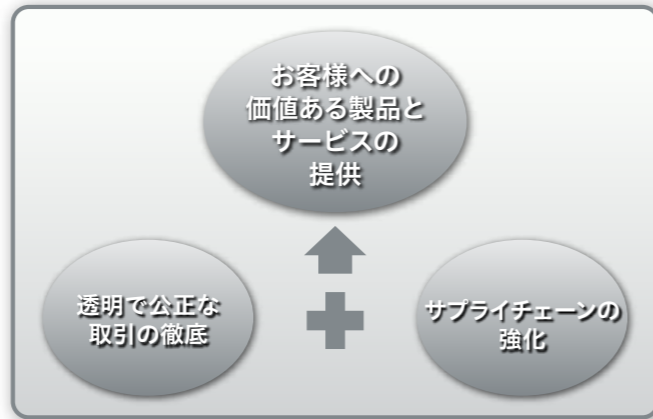 お客様への
価値ある製品と
サービスの
提供
透明で公正な
取引の徹底
サプライチェーンの
強化